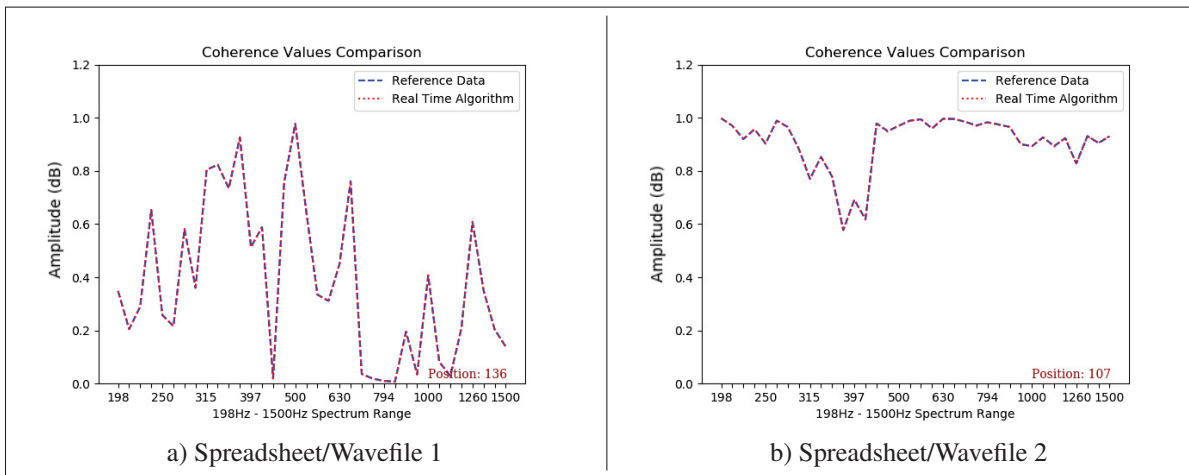 Coherence Values Comparison
1.2
1.0
0.8
0.6
0.4
0.2
0.0
Amplitude (dB)
Reference Data
Real Time Algorithm
Position: 136
198 250 315 397 500 630 794 1000 1260 1500
198Hz - 1500Hz Spectrum Range
a) Spreadsheet/Wavefile 1
Coherence Values Comparison
1.2
1.0
0.8
0.6
0.4
0.2
0.0
Amplitude (dB)
Reference Data
Real Time Algorithm
Position: 107
198 250 315 397 500 630 794 1000 1260 1500
198Hz - 1500Hz Spectrum Range
b) Spreadsheet/Wavefile 2